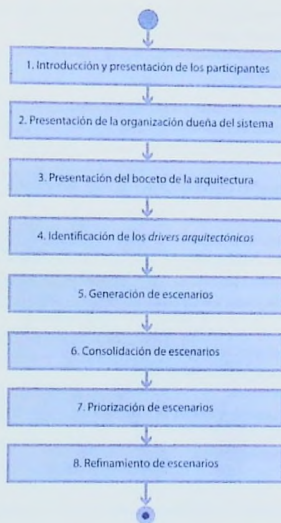 1. Introducción y presentación de los participantes
2. Presentación de la organización dueña del sistema
3. Presentación del boceto de la arquitectura
4. Identificación de los drivers arquitectónicos
5. Generación de escenarios
6. Consolidación de escenarios
7. Priorización de escenarios
8. Refinamiento de escenarios